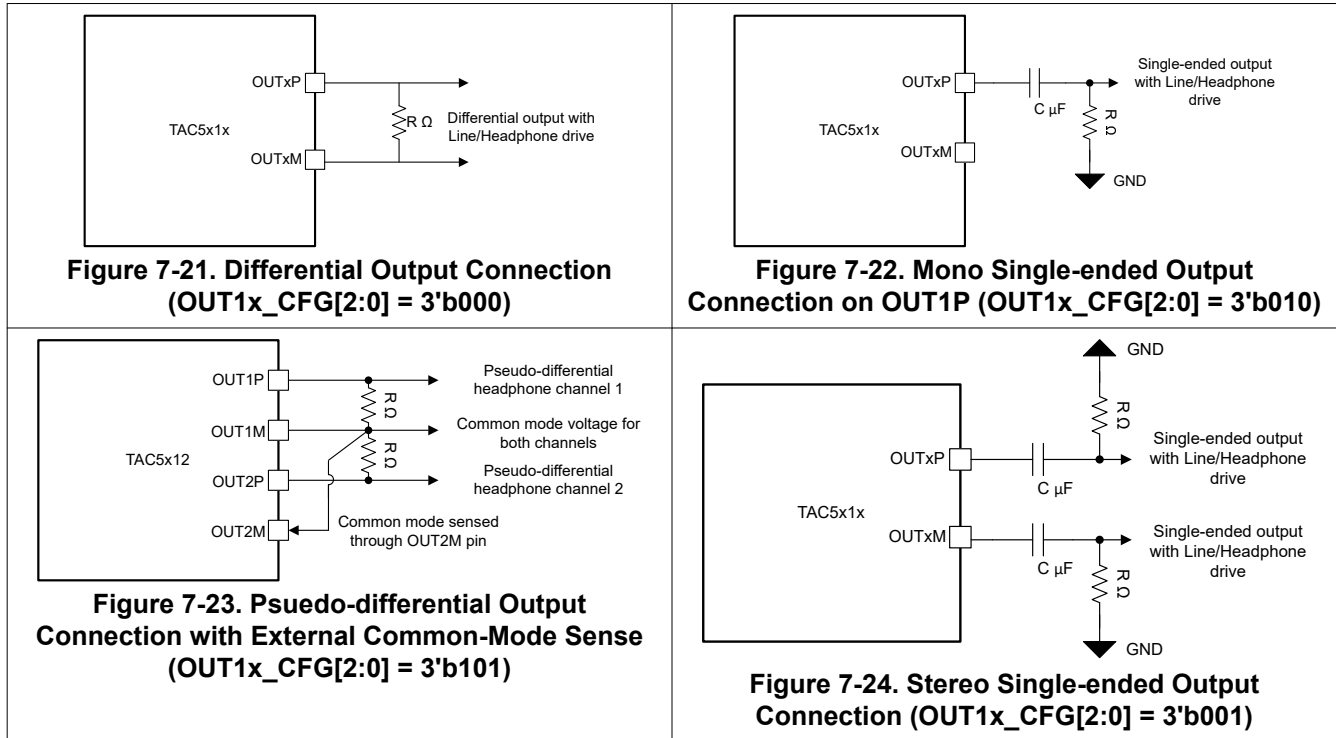 OUTxP
TAC5x1x
R Ω
Differential output with
Line/Headphone drive
OUTxM
Figure 7-21. Differential Output Connection
(OUT1x_CFG[2:0] = 3'b000)
OUTxP
TAC5x1x
OUTxM
C µF
R Ω
Single-ended output
with Line/Headphone
drive
GND
Figure 7-22. Mono Single-ended Output
Connection on OUT1P (OUT1x_CFG[2:0] = 3'b010)
OUT1P
Pseudo-differential
headphone channel 1
R Ω
OUT1M
Common mode voltage for
both channels
TAC5x12
R Ω
OUT2P
Pseudo-differential
headphone channel 2
OUT2M
Common mode sensed
through OUT2M pin
Figure 7-23. Psuedo-differential Output
Connection with External Common-Mode Sense
(OUT1x_CFG[2:0] = 3'b101)
GND
R Ω
OUTxP
Single-ended output
with Line/Headphone
drive
C µF
TAC5x1x
OUTxM
Single-ended output
with Line/Headphone
drive
C µF
R Ω
GND
Figure 7-24. Stereo Single-ended Output
Connection (OUT1x_CFG[2:0] = 3'b001)